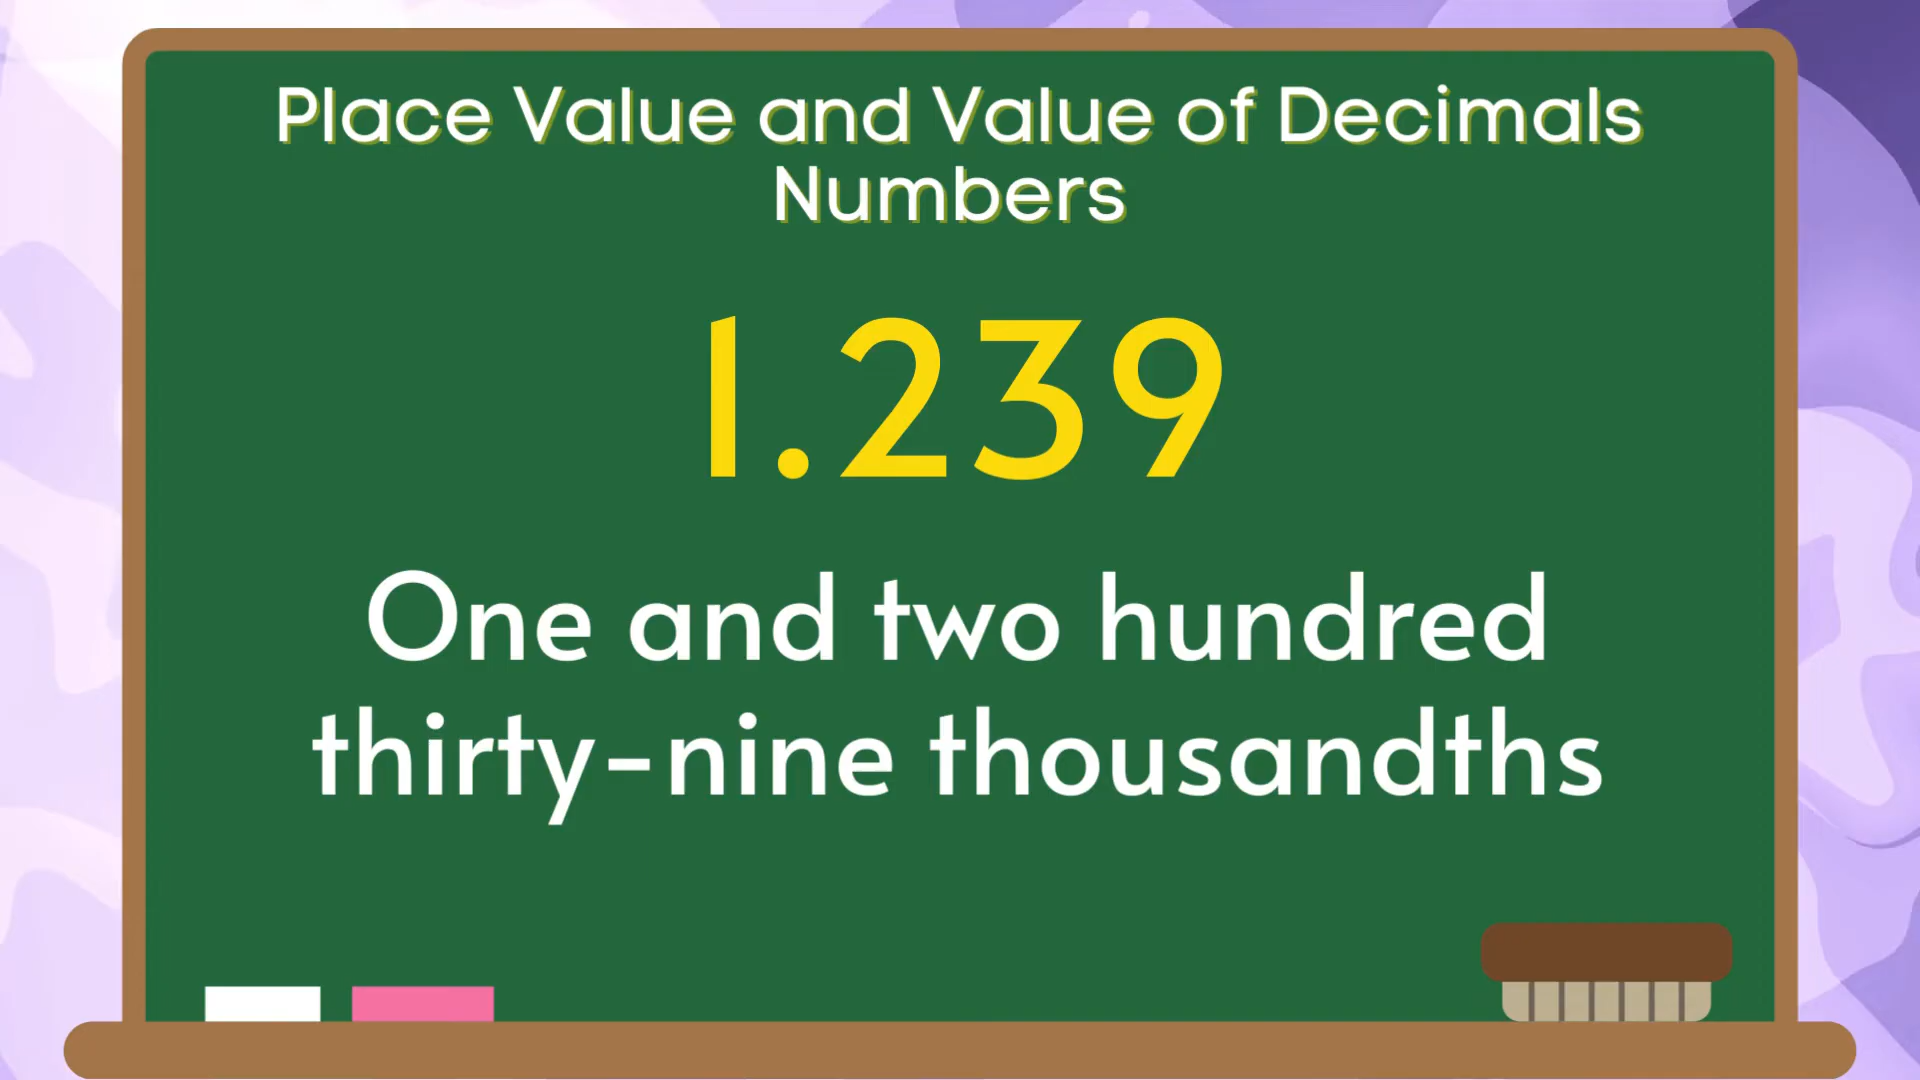 Place Value and Value of Decimals
Numbers
1.239
One and two hundred
thirty-nine thousandths